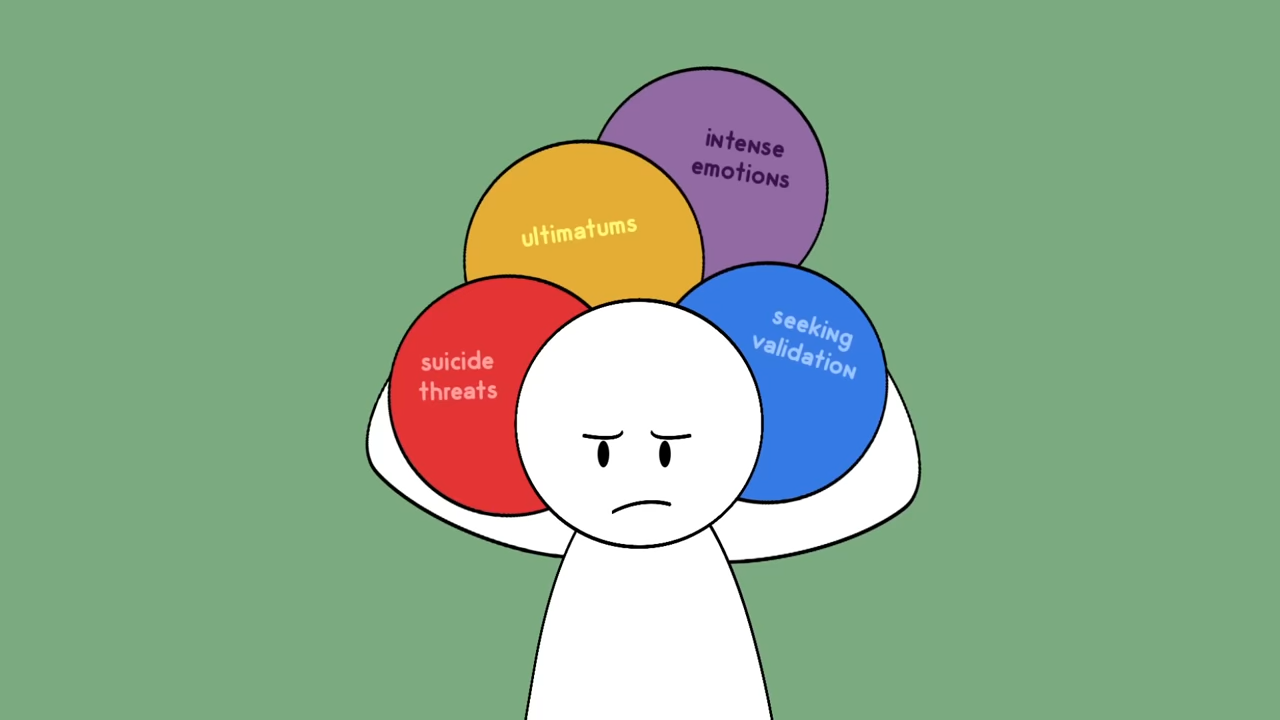 intense
emotions
ultimatums
seeking
validation
suicide
threats